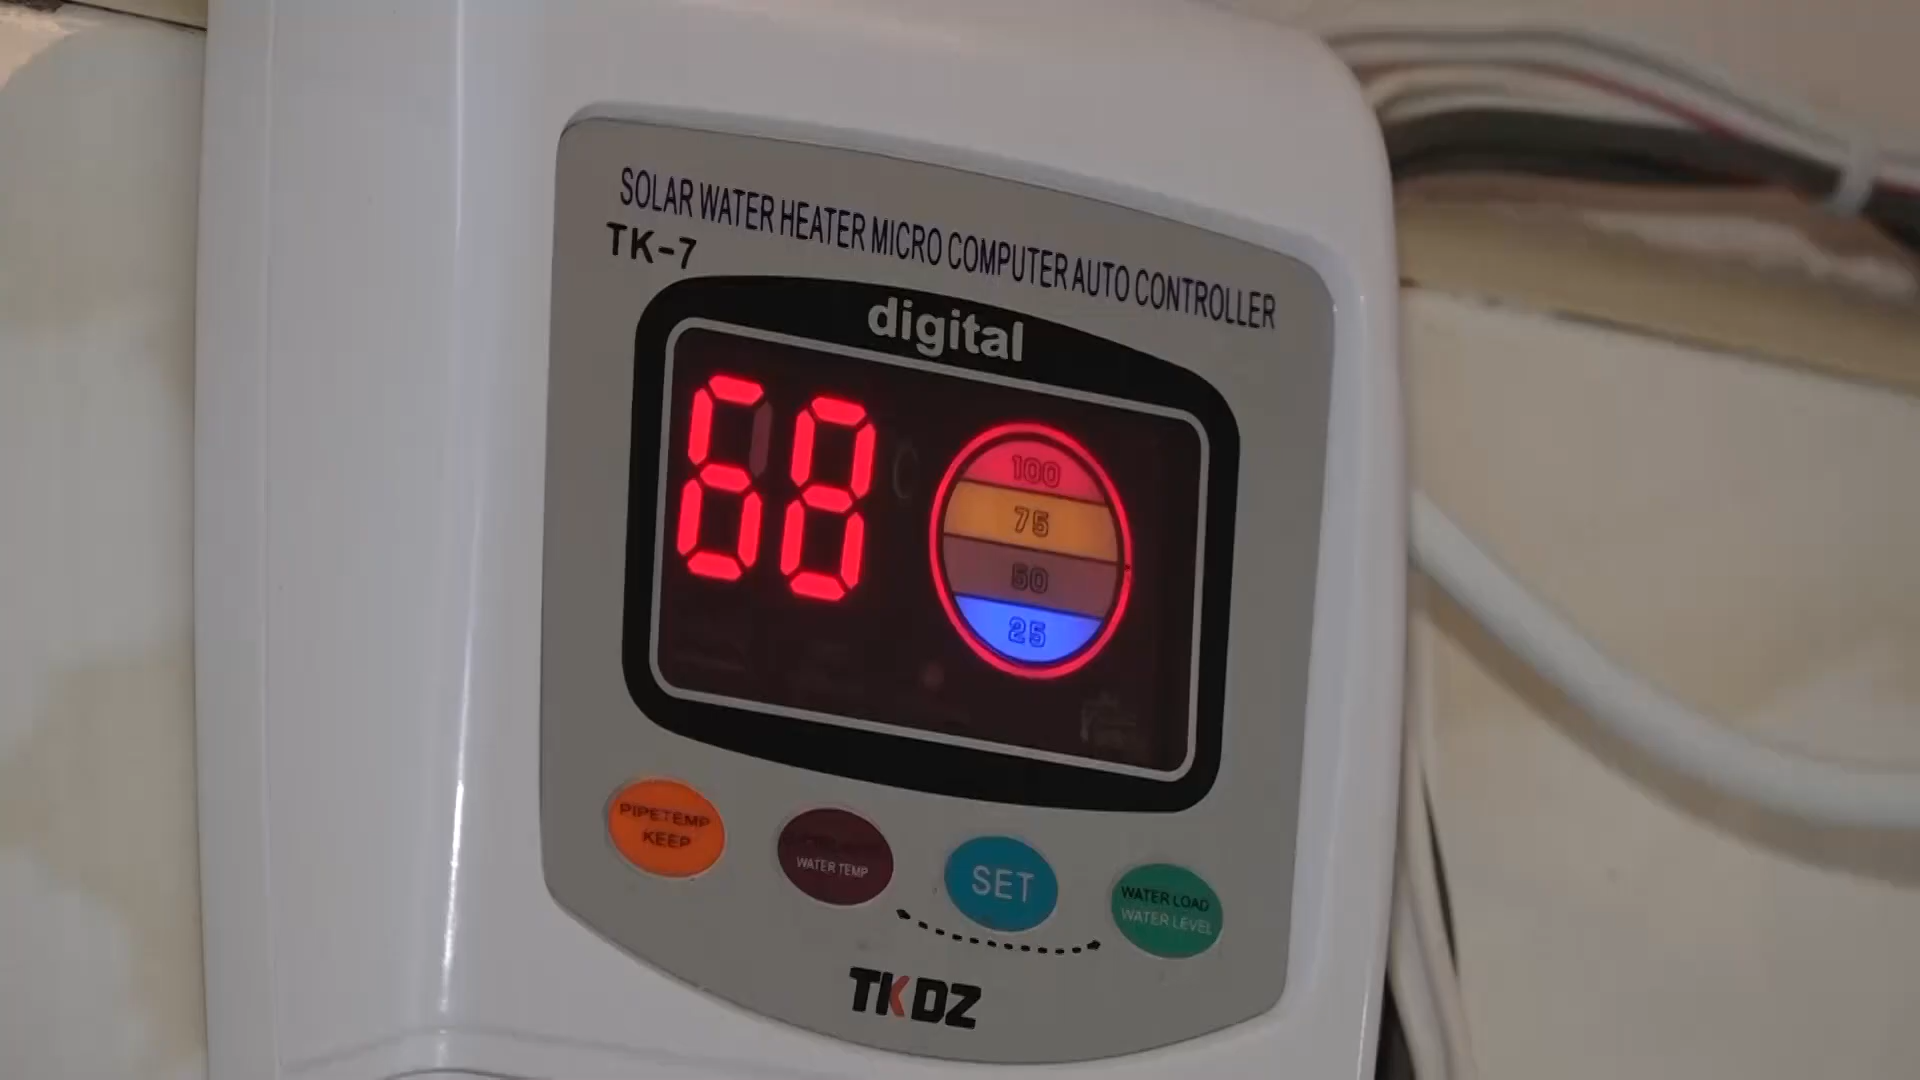 SOLAR WATER HEATER MICRO COMPUTER AUTO CONTROLLER
TK-7
digital
68
100
75
50
25
PIPETEMP
KEEP
WATER TEMP
SET
WATER LOAD
WATER LEVEL
TKDZ